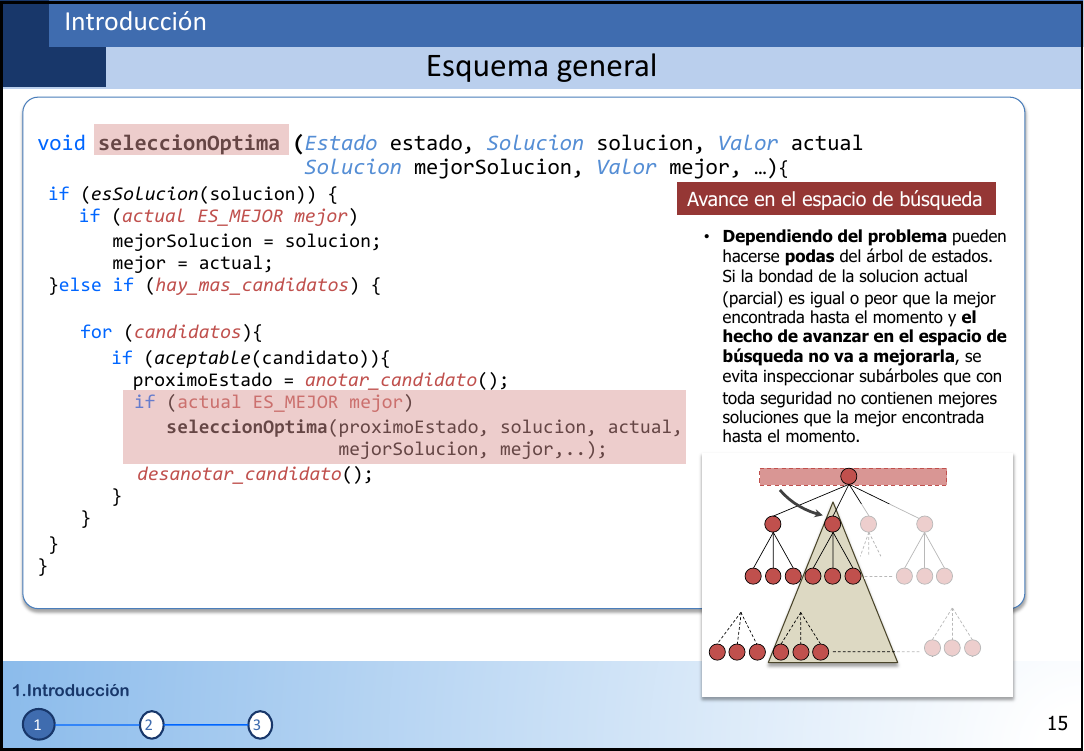 Introducción
Esquema general
void seleccionOptima (Estado estado, Solucion solucion, Valor actual
Solucion mejorSolucion, Valor mejor, …){
if (esSolucion(solucion)) {
if (actual ES_MEJOR mejor)
mejorSolucion = solucion;
mejor = actual;
}else if (hay_mas_candidatos) {
for (candidatos){
if (aceptable(candidato)){
proximoEstado = anotar_candidato();
if (actual ES_MEJOR mejor)
seleccionOptima(proximoEstado, solucion, actual,
mejorSolucion, mejor,..);
desanotar_candidato();
}
}
}
}
Avance en el espacio de búsqueda
• Dependiendo del problema pueden
hacerse podas del árbol de estados.
Si la bondad de la solucion actual
(parcial) es igual o peor que la mejor
encontrada hasta el momento y el
hecho de avanzar en el espacio de
búsqueda no va a mejorarla, se
evita inspeccionar subárboles que con
toda seguridad no contienen mejores
soluciones que la mejor encontrada
hasta el momento.
1.Introducción
1 2 3
15